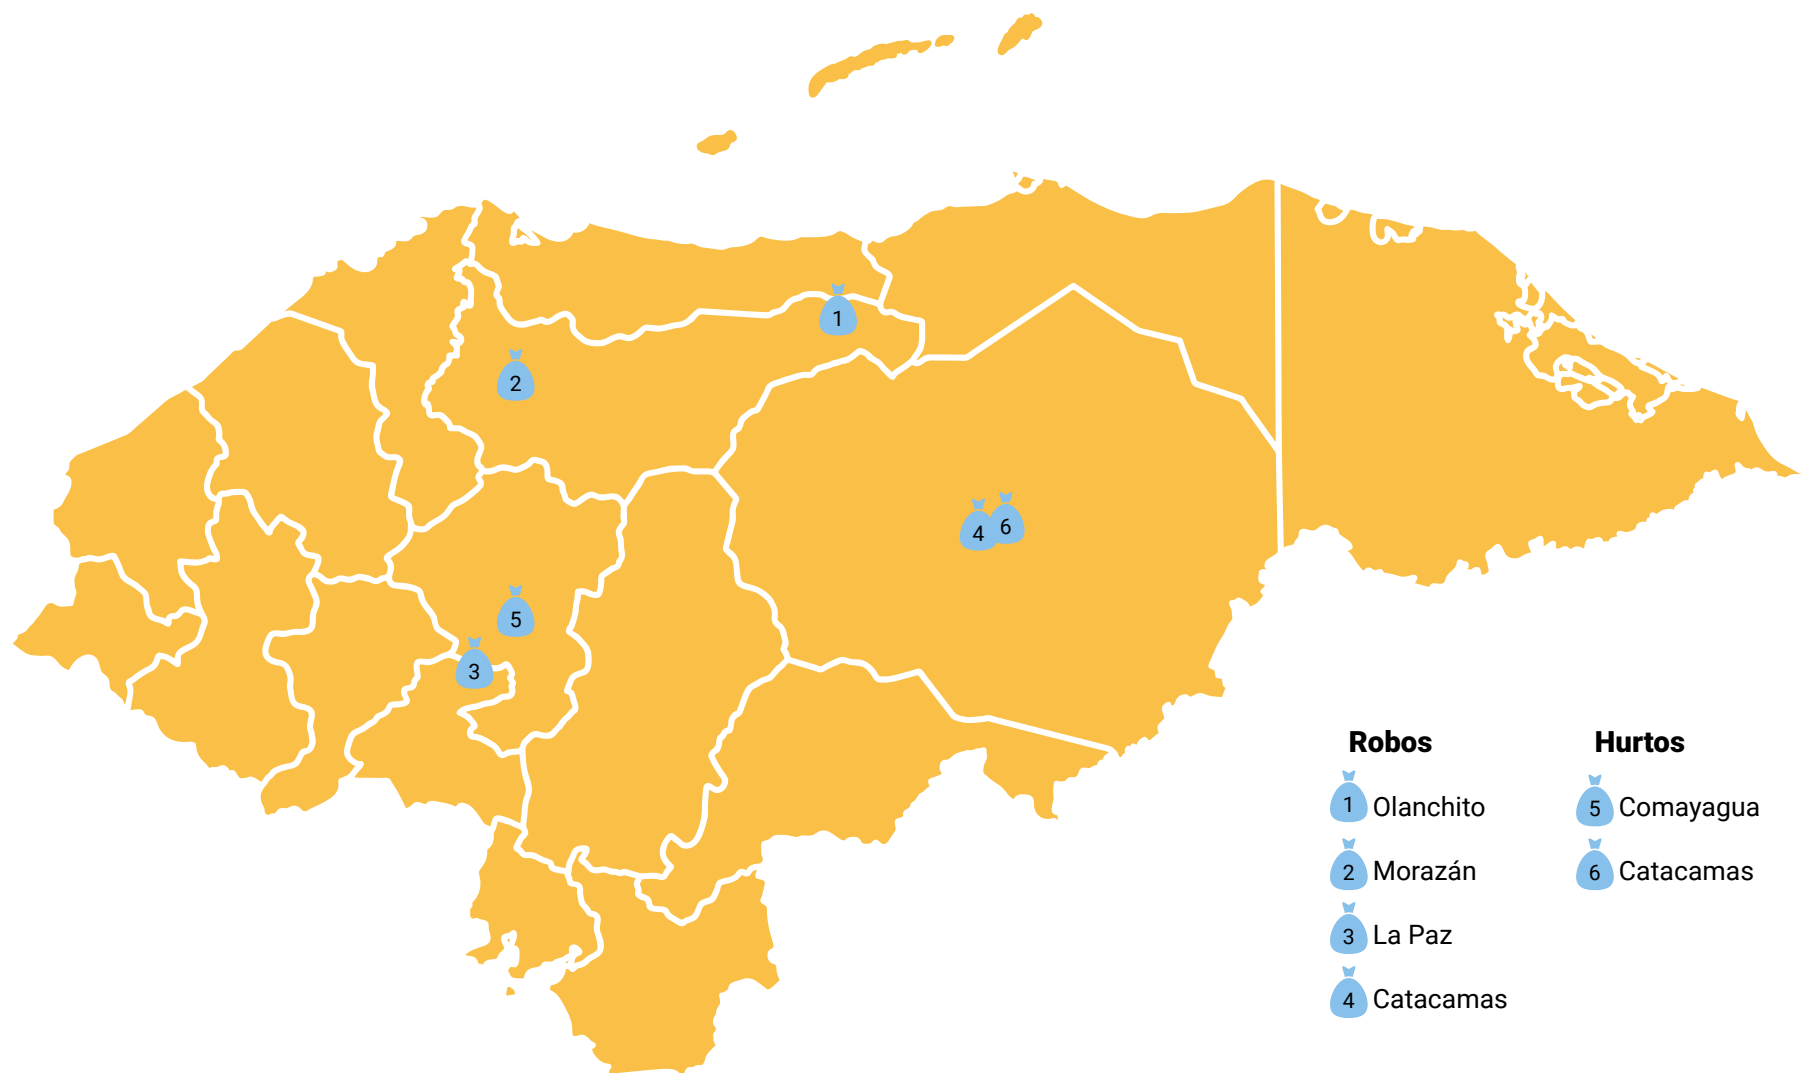 1
2
4
6
5
3
Robos
1 Olanchito
2 Morazán
3 La Paz
4 Catacamas
Hurtos
5 Comayagua
6 Catacamas